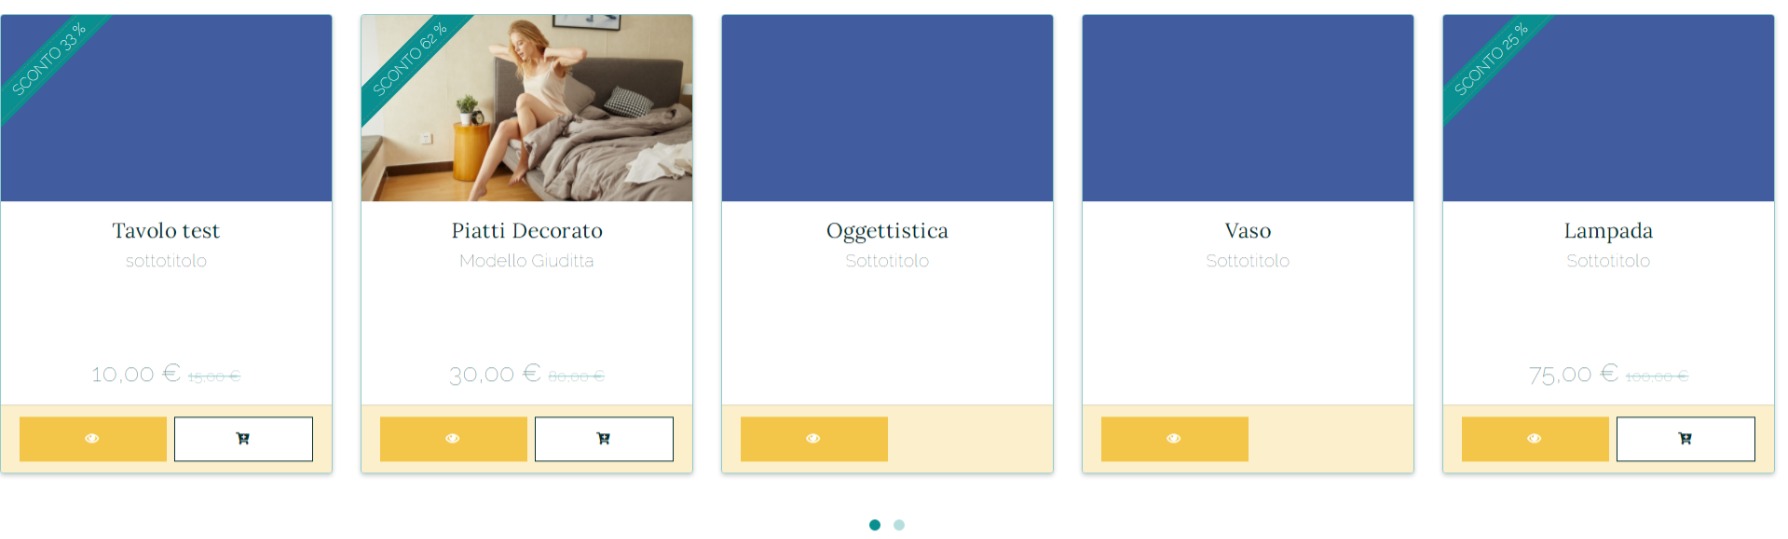 SCONTO 33 %
Tavolo test
sottotitolo
10,00 € 15,00 €
SCONTO 62 %
Piatti Decorato
Modello Giuditta
30,00 € 80,00 €
Oggettistica
Sottotitolo
Vaso
Sottotitolo
SCONTO 25 %
Lampada
Sottotitolo
75,00 € 100,00 €